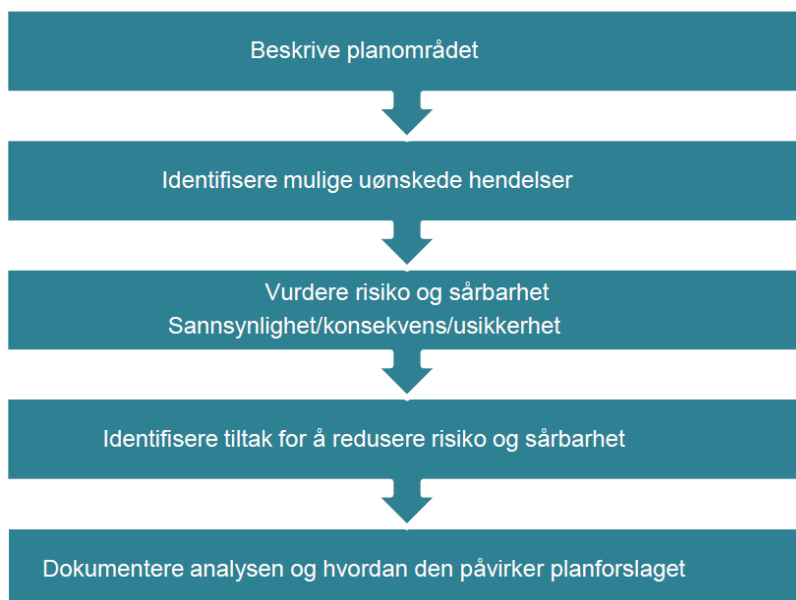 Beskrive planområdet
Identifisere mulige uønskede hendelser
Vurdere risiko og sårbarhet
Sannsynlighet/konsekvens/usikkerhet
Identifisere tiltak for å redusere risiko og sårbarhet
Dokumentere analysen og hvordan den påvirker planforslaget